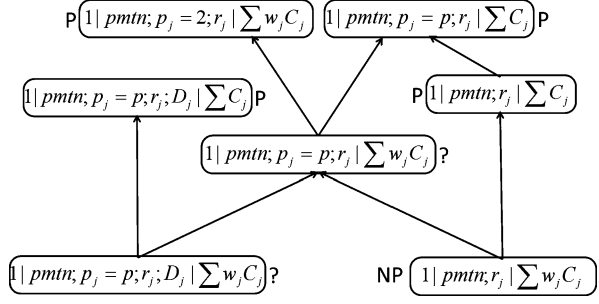 P 1| pmtn; p_j = 2; r_j | ∑ w_j C_j   1| pmtn; p_j = p; r_j | ∑ C_j P
1| pmtn; p_j = p; r_j; D_j | ∑ C_j P   P 1| pmtn; r_j | ∑ C_j
1| pmtn; p_j = p; r_j | ∑ w_j C_j ?
1| pmtn; p_j = p; r_j; D_j | ∑ w_j C_j ?   NP 1| pmtn; r_j | ∑ w_j C_j